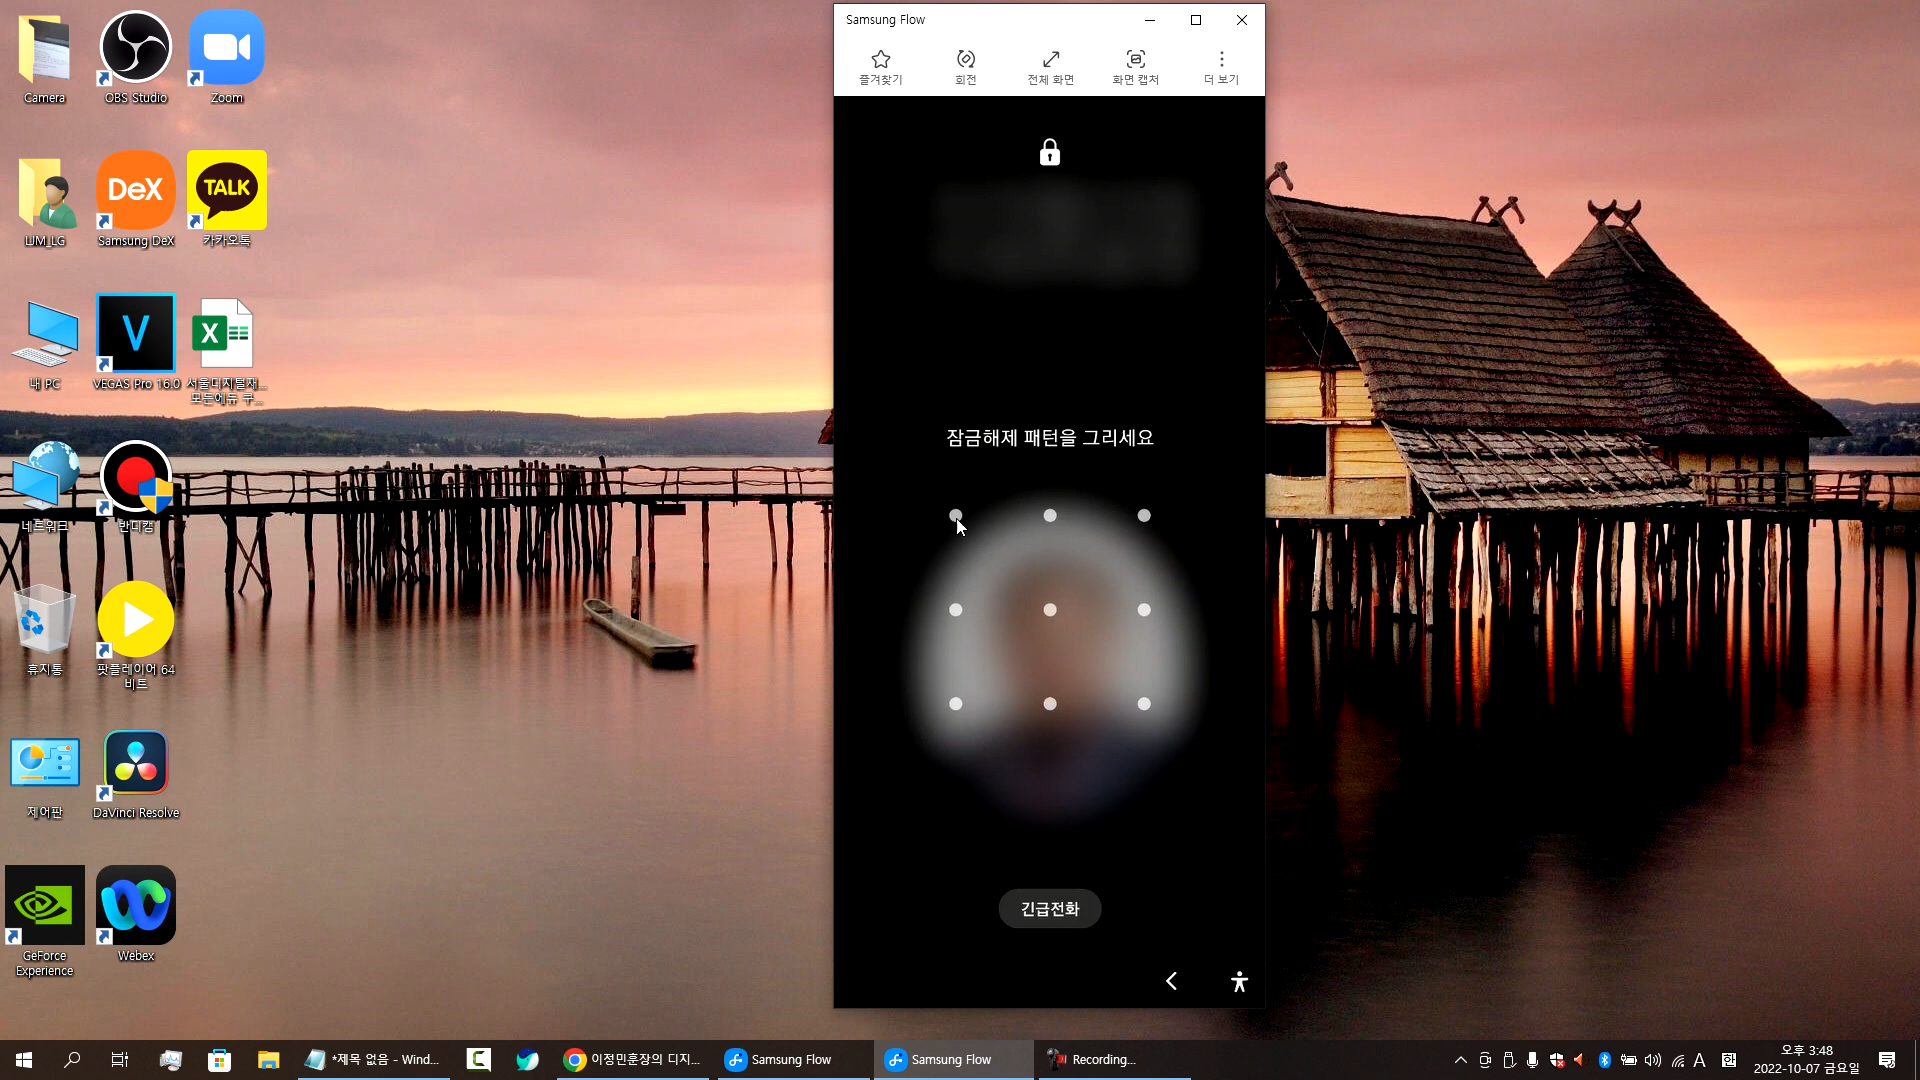 Camera
OBS Studio
Zoom
LJM_LG
DeX
Samsung DeX
TALK
카카오톡
내 PC
V
VEGAS Pro 16.0
X
서울디지털재...
모든에듀 쿠...
네트워크
반디캠
휴지통
팟플레이어 64
비트
제어판
DaVinci Resolve
GeForce
Experience
Webex
Samsung Flow
즐겨찾기
회전
전체 화면
화면 캡처
더 보기
잠금해제 패턴을 그리세요
긴급전화
*제목 없음 - Wind...
이정민훈장의 디지...
Samsung Flow
Samsung Flow
Recording...
A
한
오후 3:48
2022-10-07 금요일